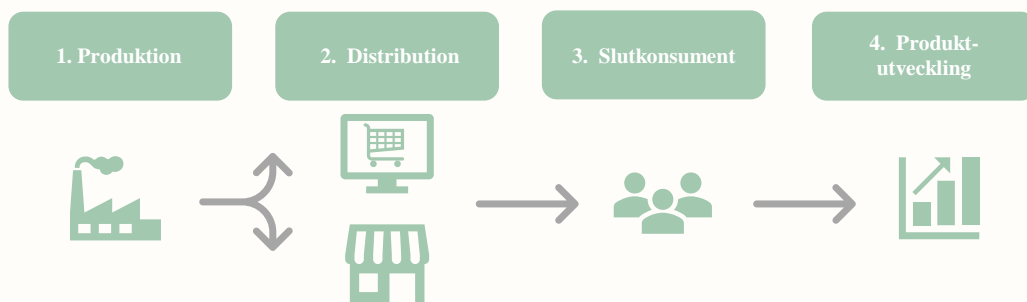 1. Produktion
2. Distribution
3. Slutkonsument
4. Produkt-
utveckling